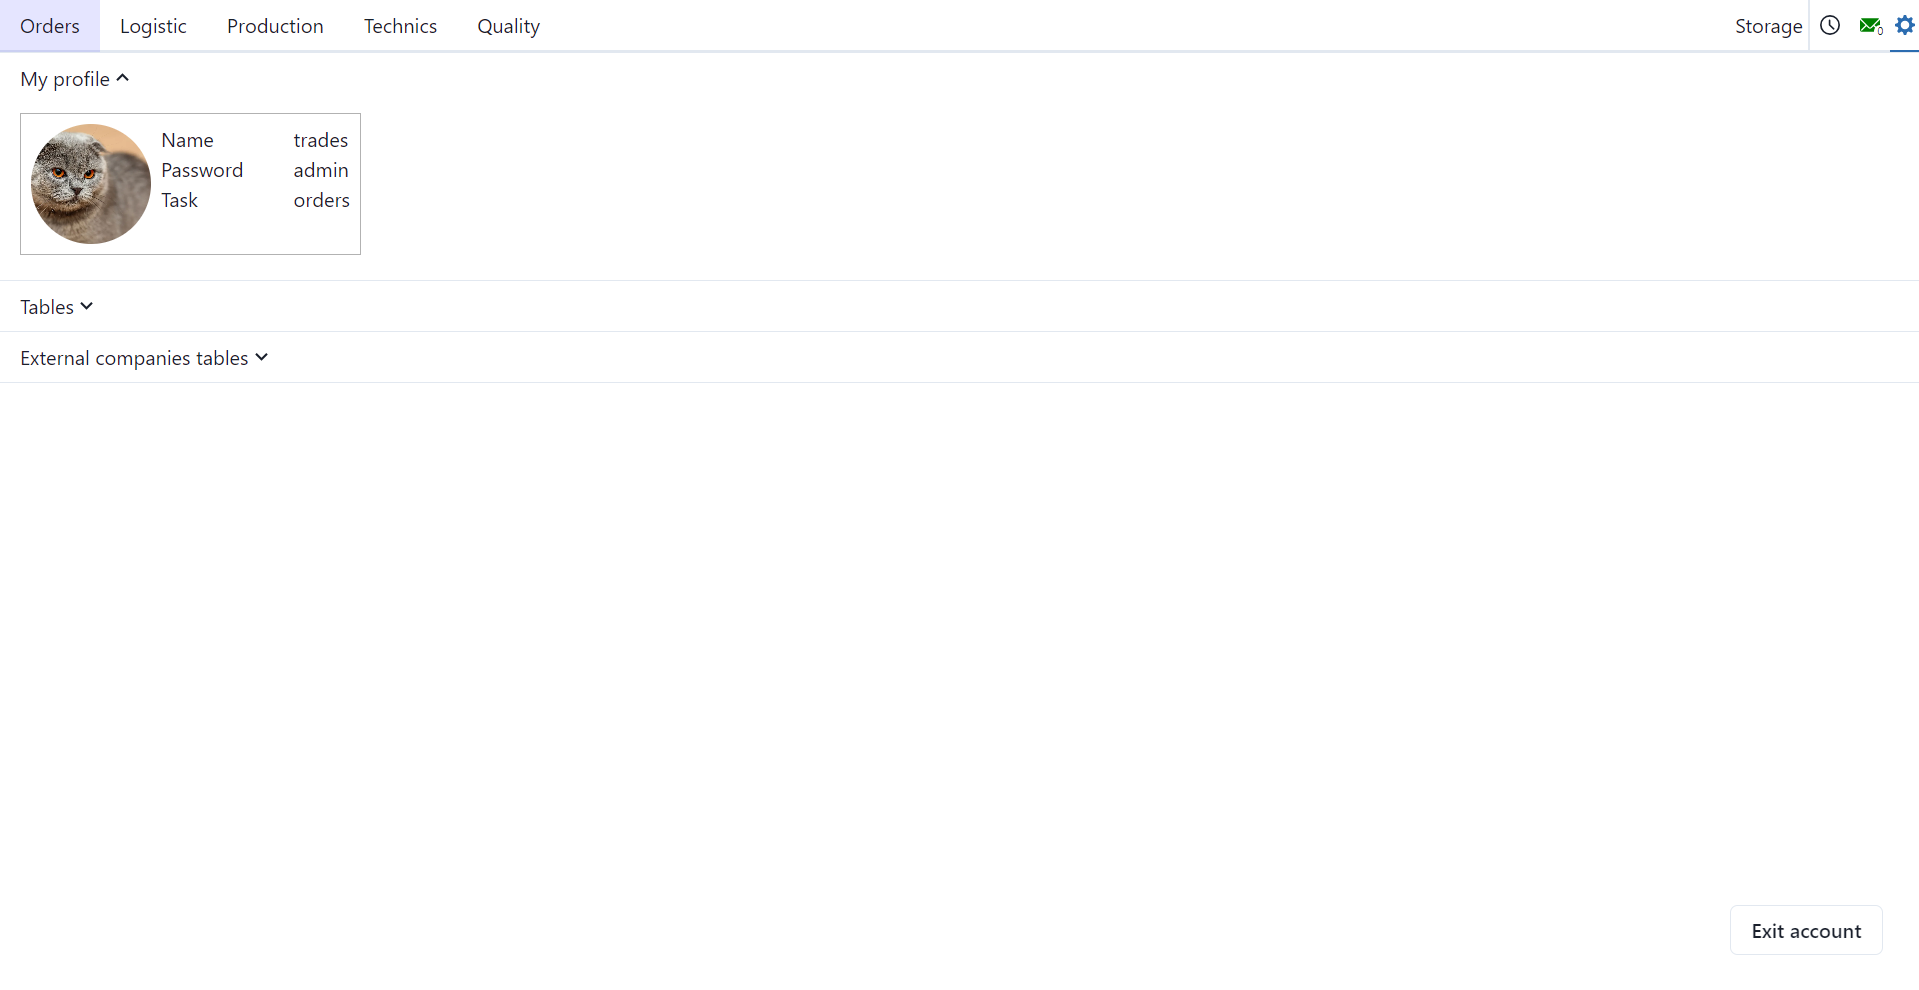 Orders Logistic Production Technics Quality Storage 0
My profile
Name trades
Password admin
Task orders
Tables
External companies tables
Exit account